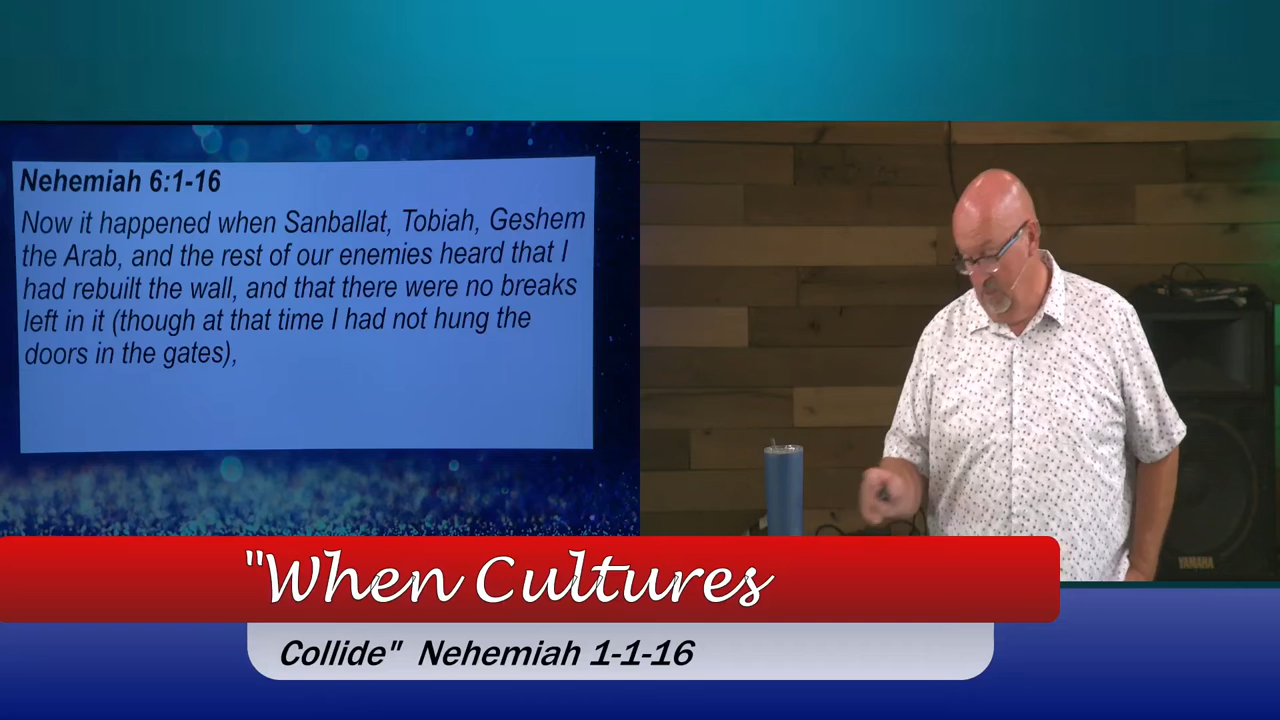 Nehemiah 6:1-16
Now it happened when Sanballat, Tobiah, Geshem
the Arab, and the rest of our enemies heard that I
had rebuilt the wall, and that there were no breaks
left in it (though at that time I had not hung the
doors in the gates),
YAMAHA
"When Cultures
Collide" Nehemiah 1-1-16